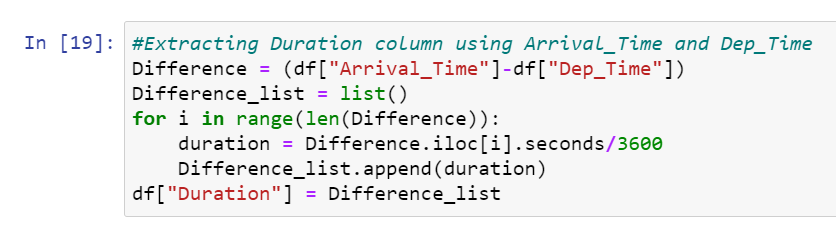 In [19]: #Extracting Duration column using Arrival_Time and Dep_Time
Difference = (df["Arrival_Time"]-df["Dep_Time"])
Difference_list = list()
for i in range(len(Difference)):
    duration = Difference.iloc[i].seconds/3600
    Difference_list.append(duration)
df["Duration"] = Difference_list